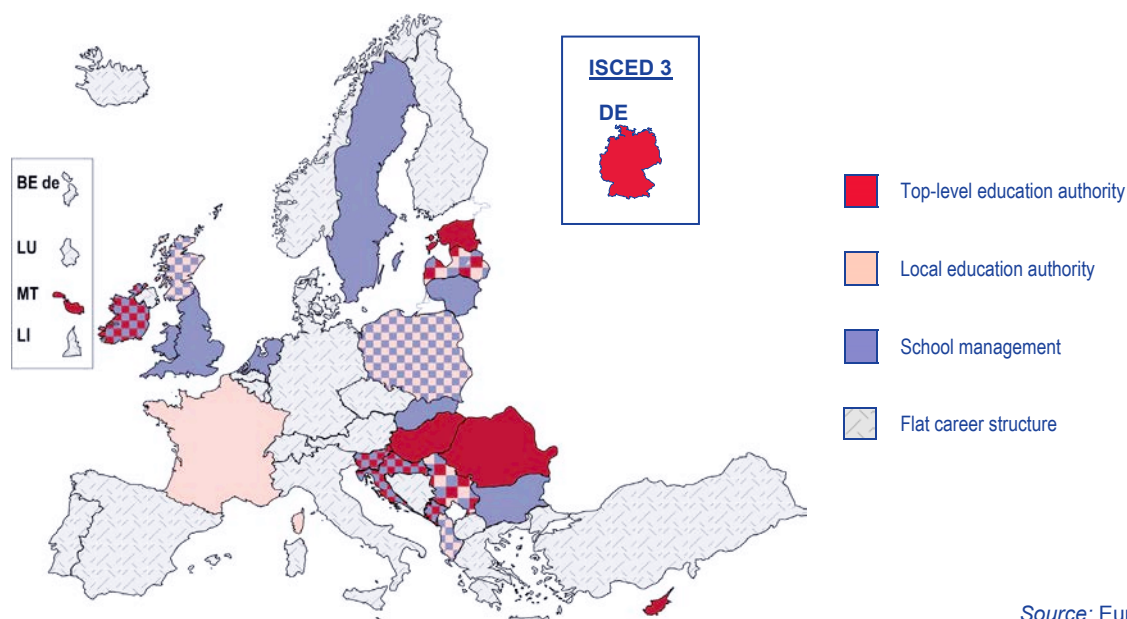 ISCED 3
DE
BE de
LU
MT
LI
Top-level education authority
Local education authority
School management
Flat career structure
Source: Eur